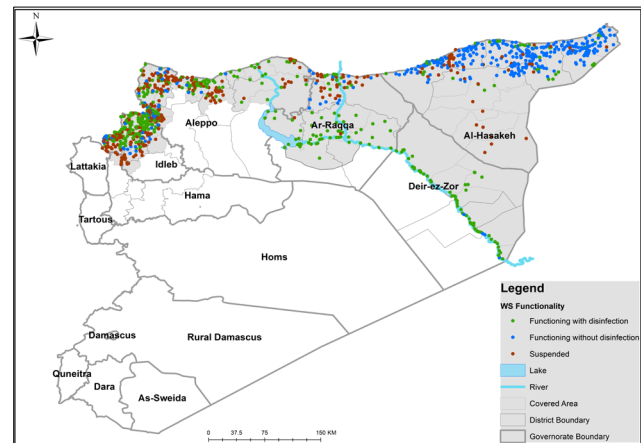 N
Aleppo
Ar-Raqqa
Al-Hasakeh
Lattakia
Idleb
Deir-ez-Zor
Hama
Tartous
Homs
Damascus
Rural Damascus
Quneitra
Dara
As-Sweida
0 37.5 75 150 KM
Legend
WS Functionality
Functioning with disinfection
Functioning without disinfection
Suspended
Lake
River
Covered Area
District Boundary
Governorate Boundary